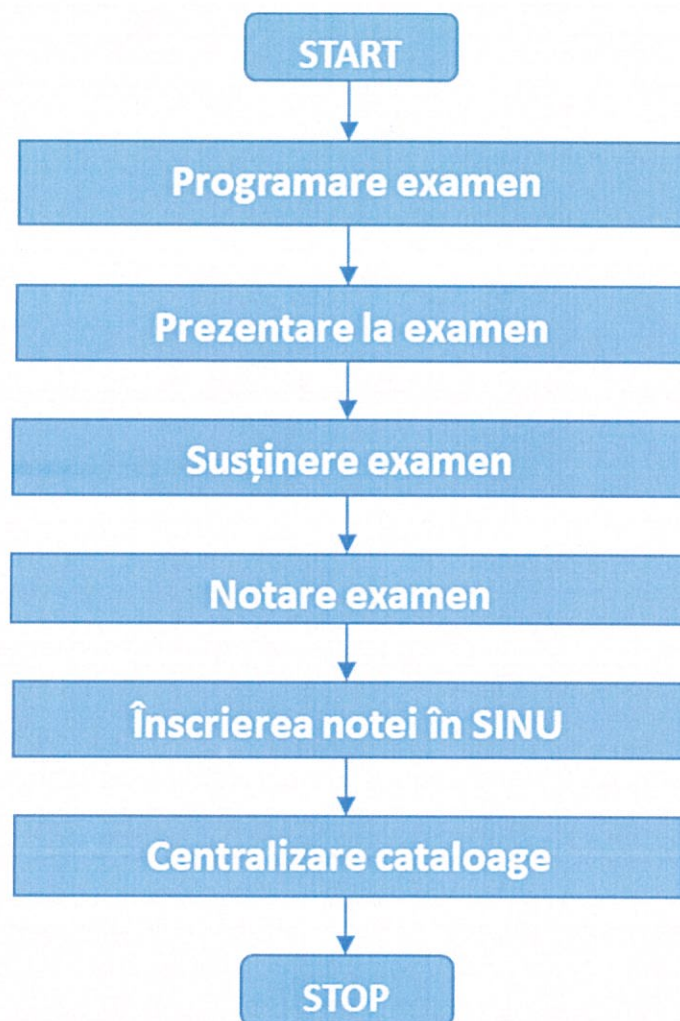 START
Programare examen
Prezentare la examen
Susținere examen
Notare examen
Înscrierea notei în SINU
Centralizare cataloage
STOP